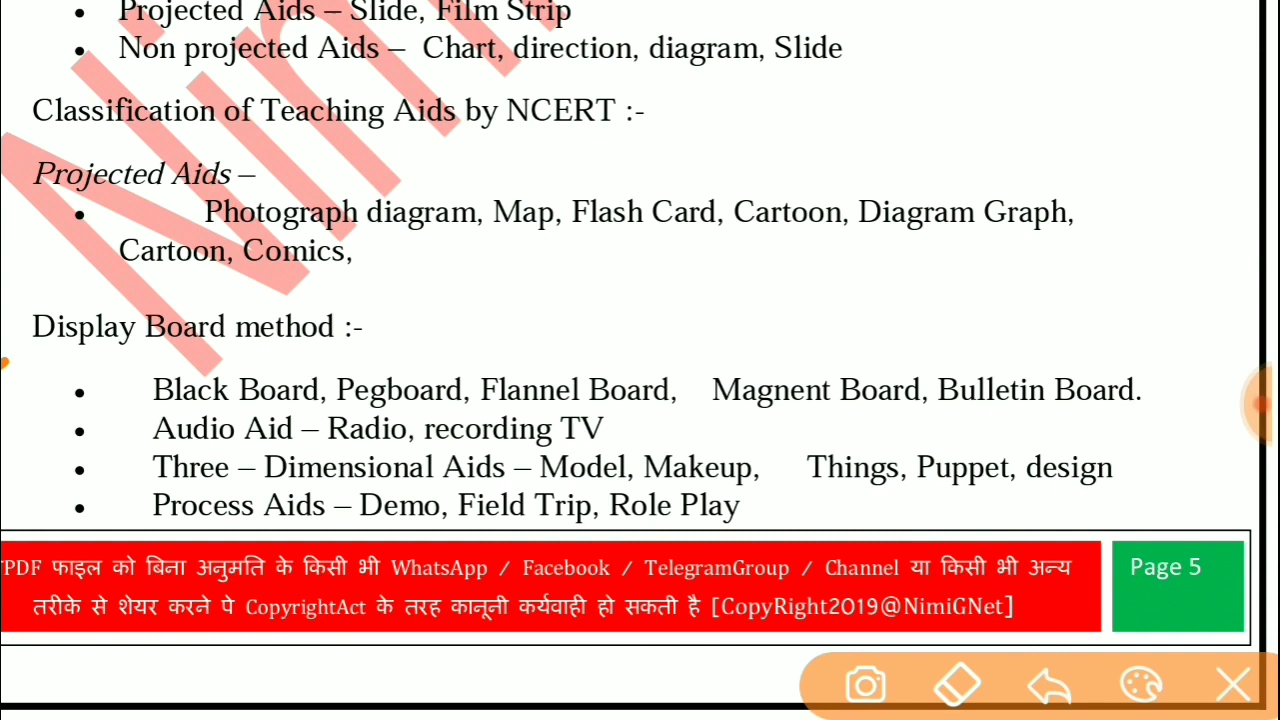 Projected Aids – Slide, Film Strip
Non projected Aids – Chart, direction, diagram, Slide
Classification of Teaching Aids by NCERT :-
Projected Aids –
Photograph diagram, Map, Flash Card, Cartoon, Diagram Graph,
Cartoon, Comics,
Display Board method :-
Black Board, Pegboard, Flannel Board, Magnent Board, Bulletin Board.
Audio Aid – Radio, recording TV
Three – Dimensional Aids – Model, Makeup, Things, Puppet, design
Process Aids – Demo, Field Trip, Role Play
PDF फाइल को बिना अनुमति के किसी भी WhatsApp / Facebook / TelegramGroup / Channel या किसी भी अन्य
तरीके से शेयर करने पे CopyrightAct के तरह कानूनी कर्यवाही हो सकती है [CopyRight2019@NimiGNet]
Page 5